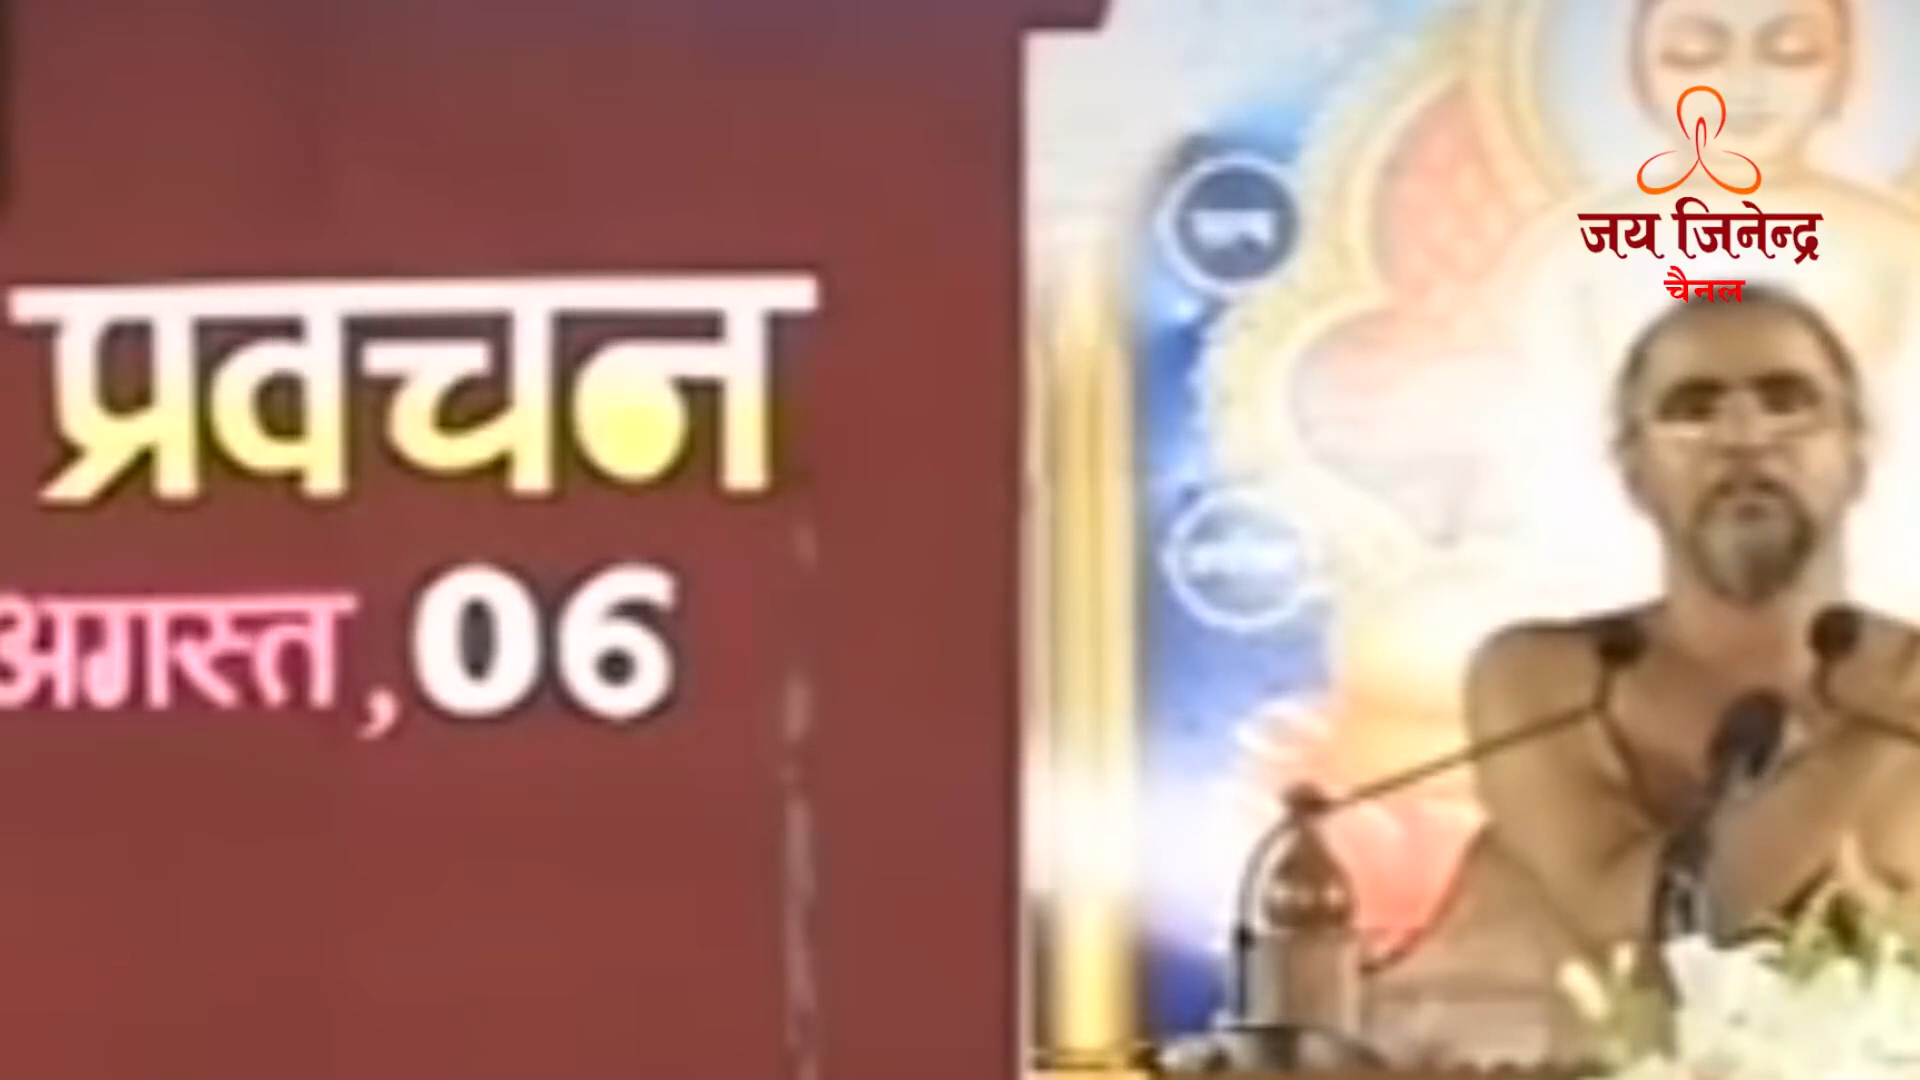 प्रवचन
अगस्त ,06
जय जिनेन्द्र
चैनल